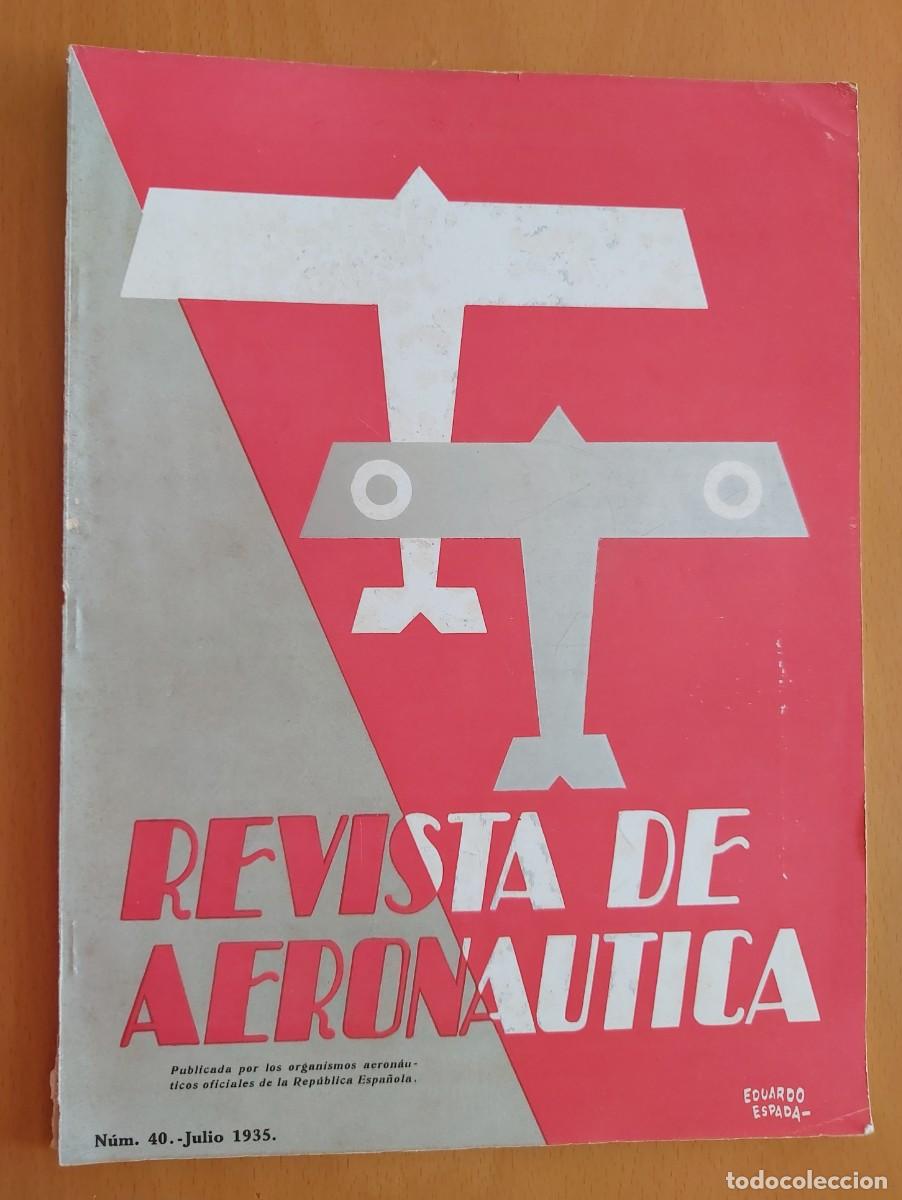 REVISTA DE
AERONAUTICA
Publicada por los organismos aeronáu-
ticos oficiales de la República Española.
Núm. 40.-Julio 1935.
EDUARDO
ESPADA-
todocoleccion